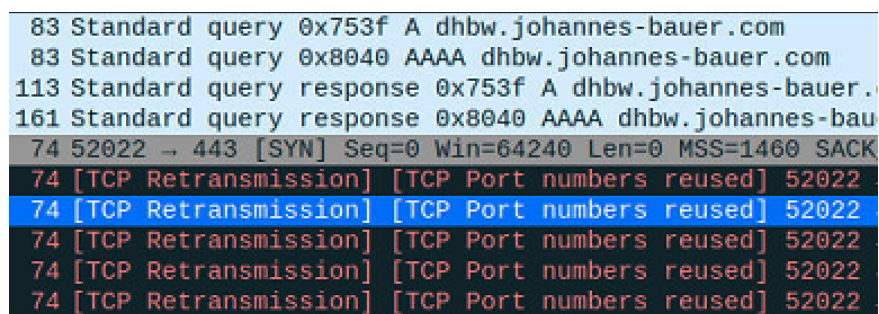 83 Standard query 0x753f A dhbw.johannes-bauer.com
83 Standard query 0x8040 AAAA dhbw.johannes-bauer.com
113 Standard query response 0x753f A dhbw.johannes-bauer.
161 Standard query response 0x8040 AAAA dhbw.johannes-bau
74 52022 → 443 [SYN] Seq=0 Win=64240 Len=0 MSS=1460 SACK_
74 [TCP Retransmission] [TCP Port numbers reused] 52022
74 [TCP Retransmission] [TCP Port numbers reused] 52022
74 [TCP Retransmission] [TCP Port numbers reused] 52022
74 [TCP Retransmission] [TCP Port numbers reused] 52022
74 [TCP Retransmission] [TCP Port numbers reused] 52022